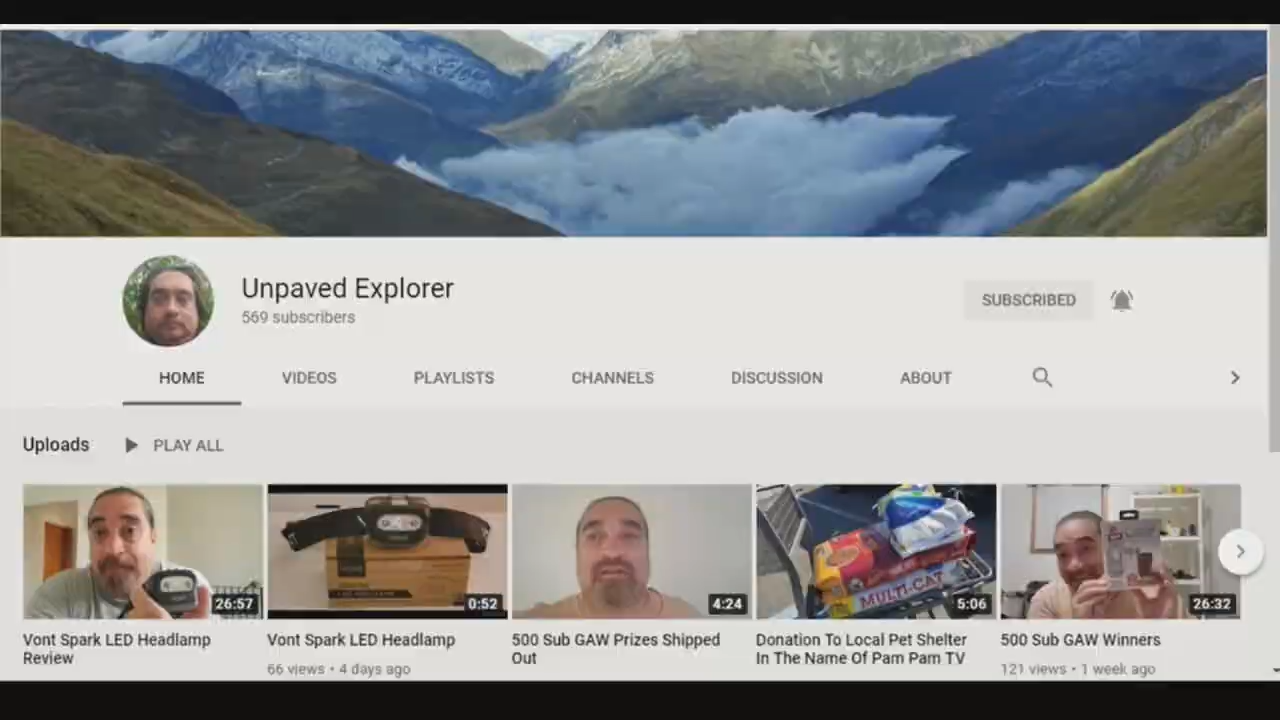 Unpaved Explorer
569 subscribers
SUBSCRIBED
HOME
VIDEOS
PLAYLISTS
CHANNELS
DISCUSSION
ABOUT
Uploads
PLAY ALL
26:57
0:52
4:24
MULTI-CAT
5:06
26:32
Vont Spark LED Headlamp
Review
Vont Spark LED Headlamp
66 views • 4 days ago
500 Sub GAW Prizes Shipped
Out
Donation To Local Pet Shelter
In The Name Of Pam Pam TV
500 Sub GAW Winners
121 views • 1 week ago